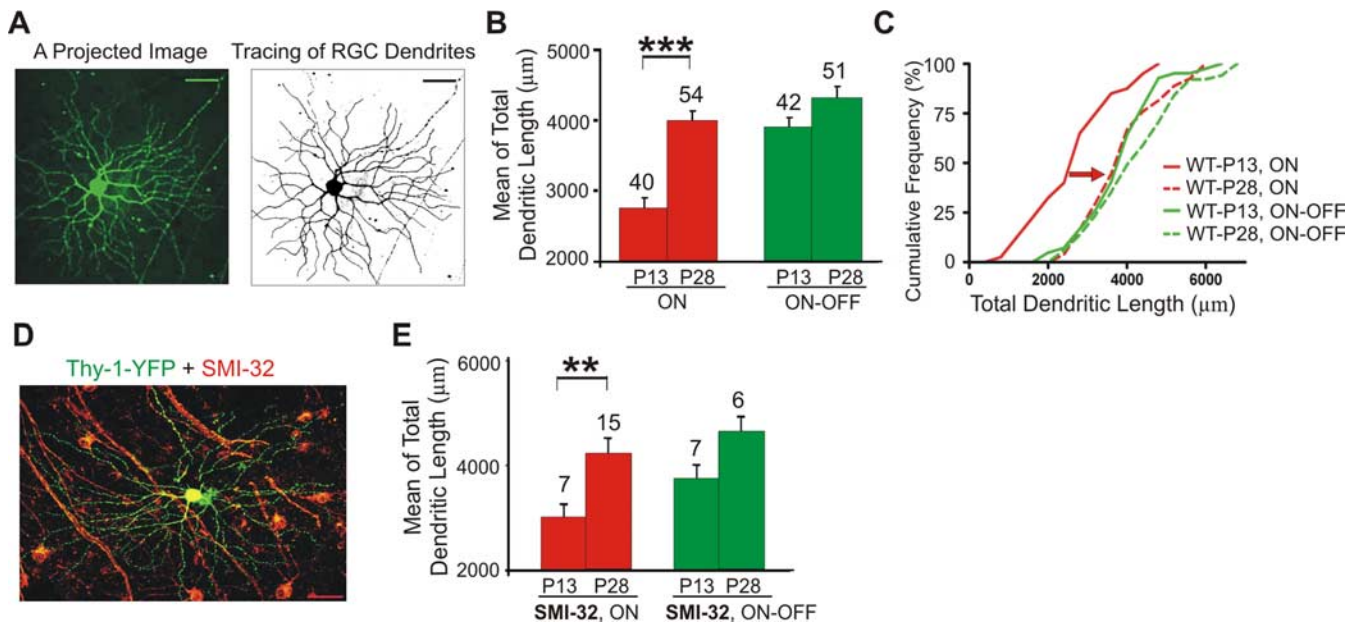 A
A Projected Image
Tracing of RGC Dendrites
B
Mean of Total
Dendritic Length (μm)
5000
4000
3000
2000
***
40
54
42
51
P13 P28
P13 P28
ON
ON-OFF
C
Cumulative Frequency (%)
100
75
50
25
0
0
2000
4000
6000
Total Dendritic Length (μm)
WT-P13, ON
WT-P28, ON
WT-P13, ON-OFF
WT-P28, ON-OFF
D
Thy-1-YFP + SMI-32
E
Mean of Total
Dendritic Length (μm)
6000
4000
2000
**
7
15
7
6
P13 P28
P13 P28
SMI-32, ON
SMI-32, ON-OFF